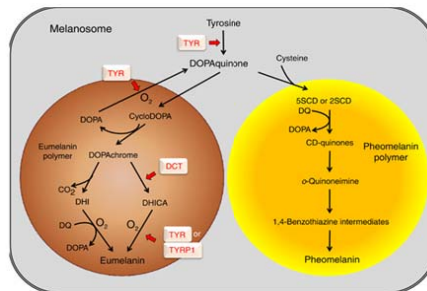 Melanosome
Tyrosine
TYR
DOPAquinone
Cysteine
TYR
O2
DOPA
CycloDOPA
5SCD or 2SCD
DQ
DOPA
Eumelanin
polymer
Pheomelanin
polymer
CD-quinones
DOPAchrome
DCT
CO2
o-Quinoneimine
DHI
DHICA
DQ
O2
O2
1,4-Benzothiazine intermediates
TYR or
TYRP1
DOPA
Eumelanin
Pheomelanin